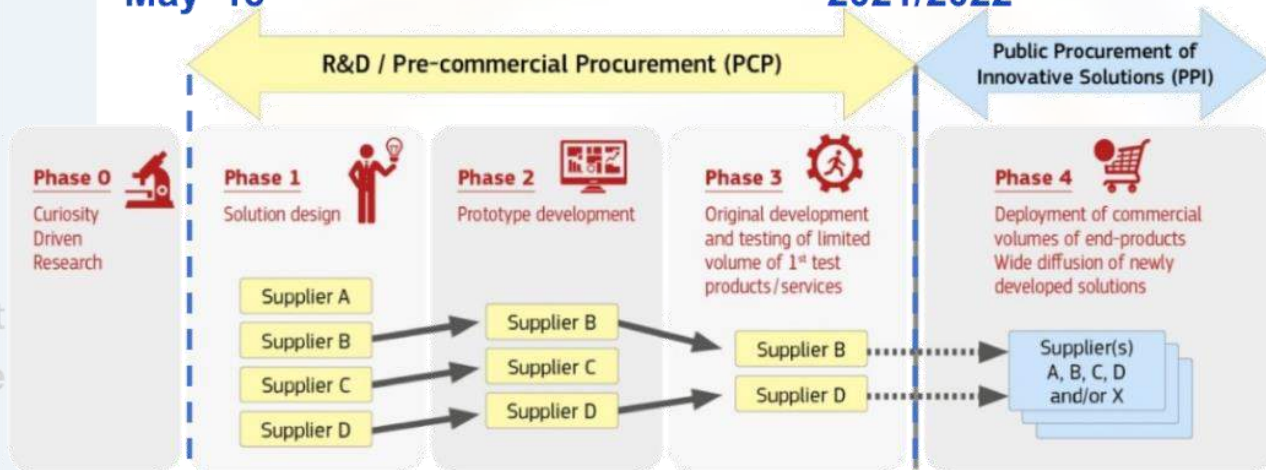 R&D / Pre-commercial Procurement (PCP)
Public Procurement of
Innovative Solutions (PPI)
Phase 0
Curiosity
Driven
Research
Phase 1
Solution design
Supplier A
Supplier B
Supplier C
Supplier D
Phase 2
Prototype development
Supplier B
Supplier C
Supplier D
Phase 3
Original development
and testing of limited
volume of 1st test
products/services
Supplier B
Supplier D
Phase 4
Deployment of commercial
volumes of end-products
Wide diffusion of newly
developed solutions
Supplier(s)
A, B, C, D
and/or X